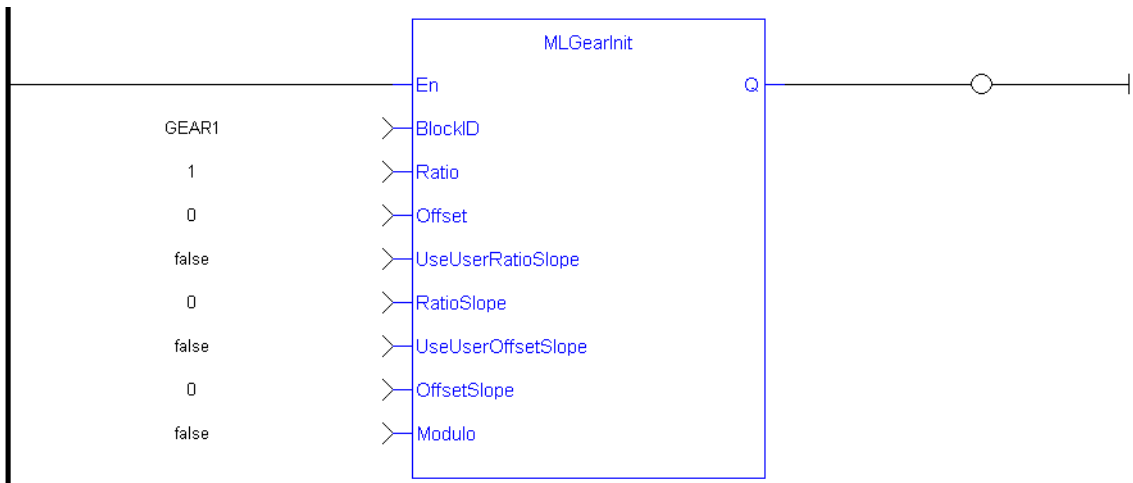 MLGearInit
En Q
GEAR1 BlockID
1 Ratio
0 Offset
false UseUserRatioSlope
0 RatioSlope
false UseUserOffsetSlope
0 OffsetSlope
false Modulo